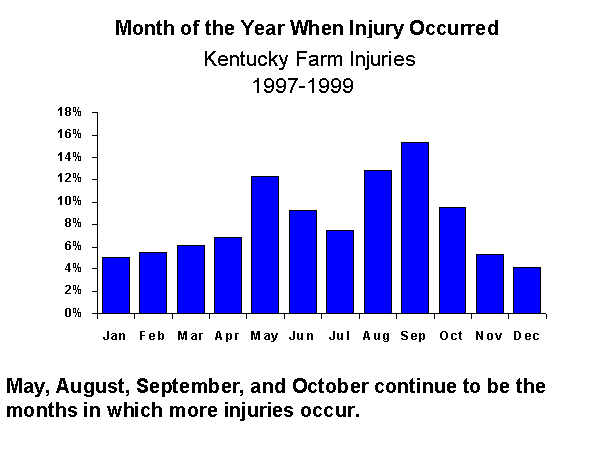 Month of the Year When Injury Occurred
Kentucky Farm Injuries
1997-1999
18%
16%
14%
12%
10%
8%
6%
4%
2%
0%
Jan Feb Mar Apr May Jun Jul Aug Sep Oct Nov Dec
May, August, September, and October continue to be the
months in which more injuries occur.